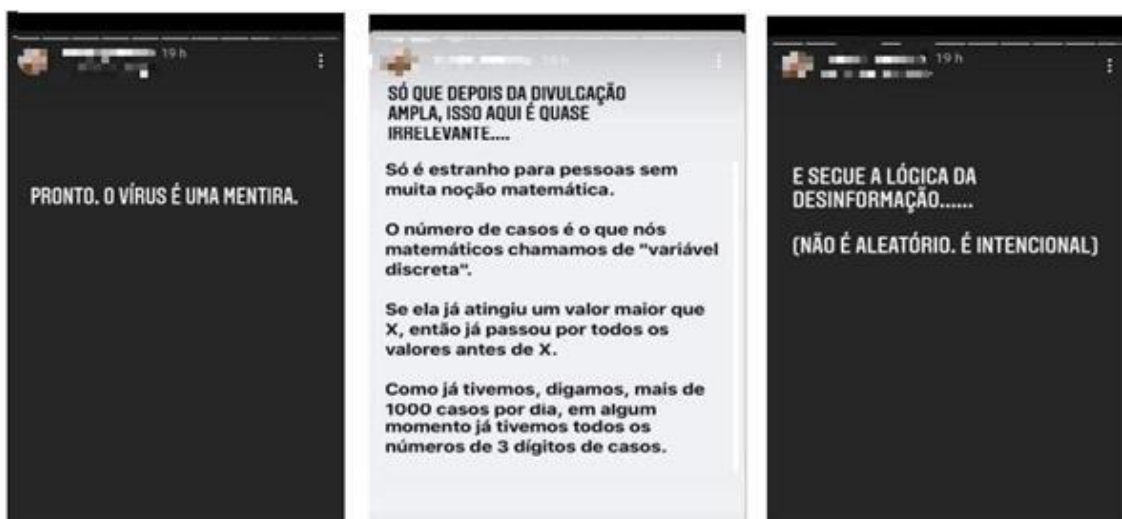 19 h
PRONTO. O VÍRUS É UMA MENTIRA.
SÓ QUE DEPOIS DA DIVULGAÇÃO
AMPLA, ISSO AQUI É QUASE
IRRELEVANTE....
Só é estranho para pessoas sem
muita noção matemática.
O número de casos é o que nós
matemáticos chamamos de "variável
discreta".
Se ela já atingiu um valor maior que
X, então já passou por todos os
valores antes de X.
Como já tivemos, digamos, mais de
1000 casos por dia, em algum
momento já tivemos todos os
números de 3 dígitos de casos.
19 h
E SEGUE A LÓGICA DA
DESINFORMAÇÃO......
(NÃO É ALEATÓRIO. É INTENCIONAL)